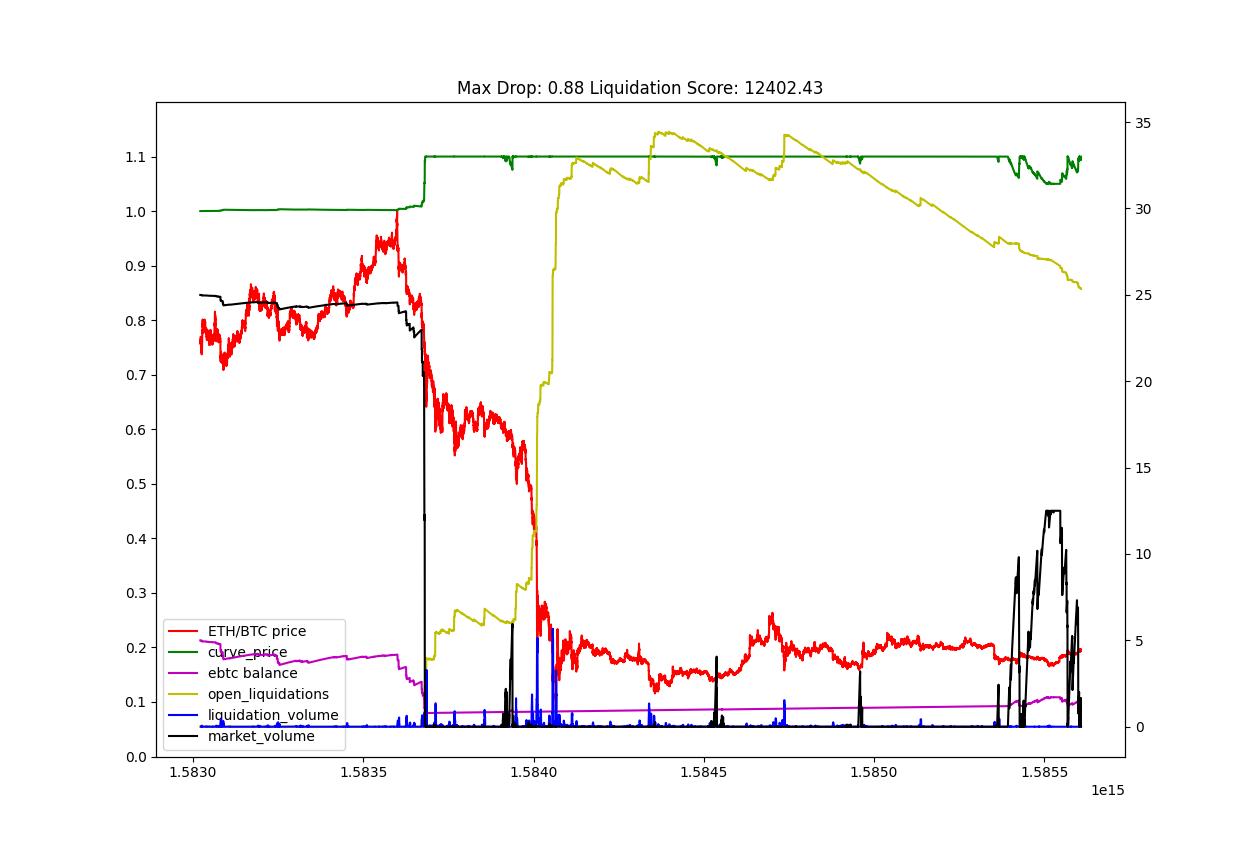 Max Drop: 0.88 Liquidation Score: 12402.43
1.1
1.0
0.9
0.8
0.7
0.6
0.5
0.4
0.3
0.2
0.1
0.0
35
30
25
20
15
10
5
0
ETH/BTC price
curve_price
ebtc balance
open_liquidations
liquidation_volume
market_volume
1.5830 1.5835 1.5840 1.5845 1.5850 1.5855
1e15